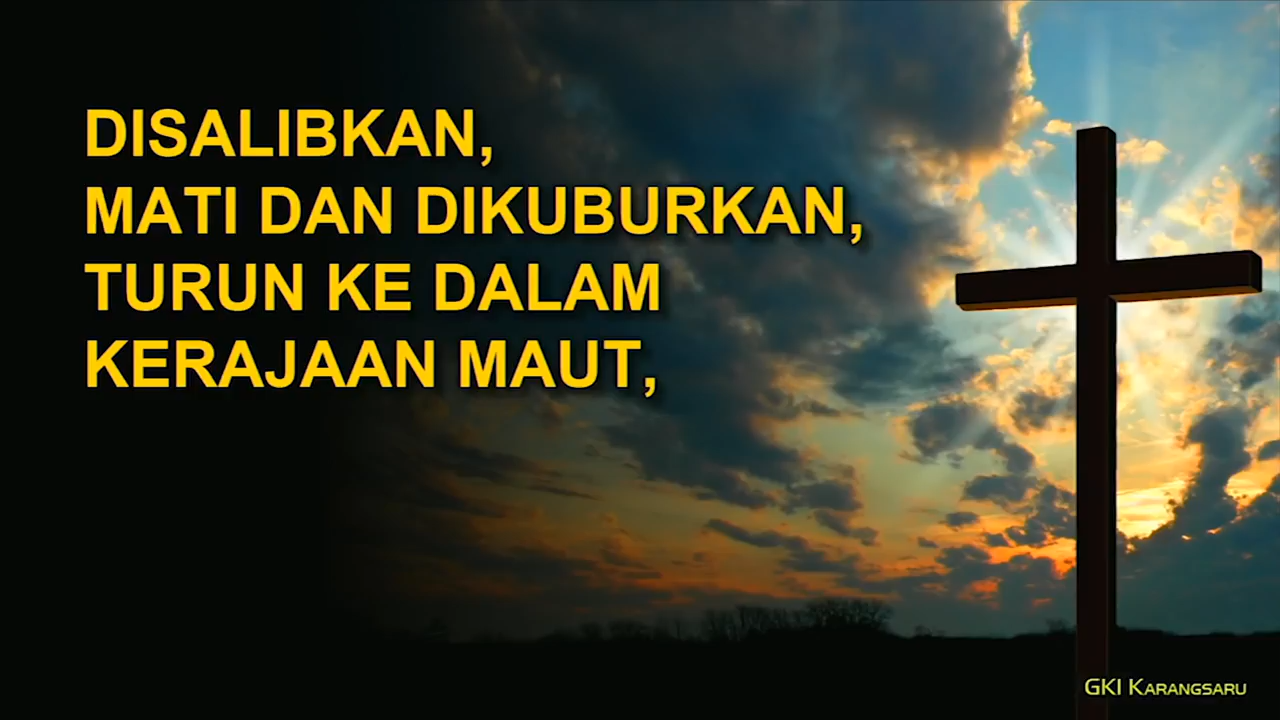 DISALIBKAN,
MATI DAN DIKUBURKAN,
TURUN KE DALAM
KERAJAAN MAUT,
GKI KARANGSARU